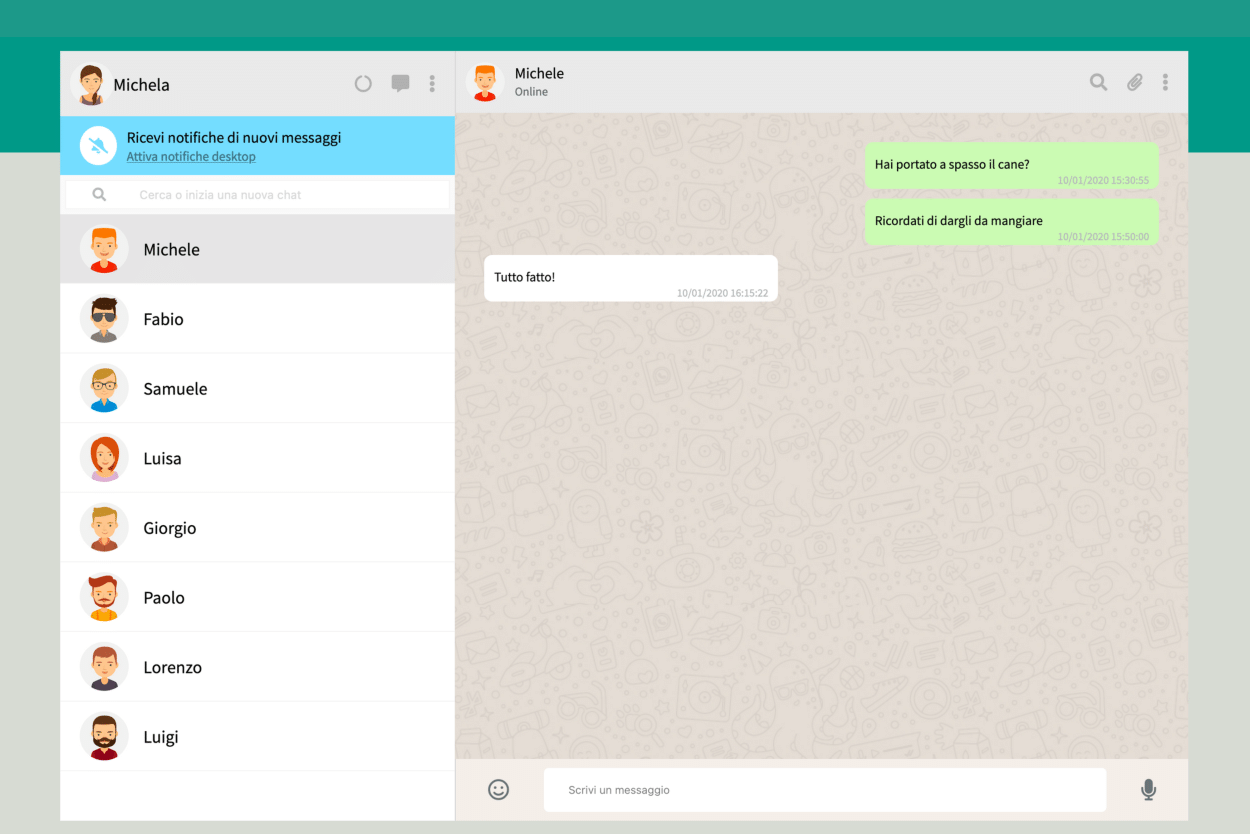 Michela
Ricevi notifiche di nuovi messaggi
Attiva notifiche desktop
Cerca o inizia una nuova chat
Michele
Fabio
Samuele
Luisa
Giorgio
Paolo
Lorenzo
Luigi
Michele
Online
Hai portato a spasso il cane?
10/01/2020 15:30:55
Ricordati di dargli da mangiare
10/01/2020 15:50:00
Tutto fatto!
10/01/2020 16:15:22
Scrivi un messaggio